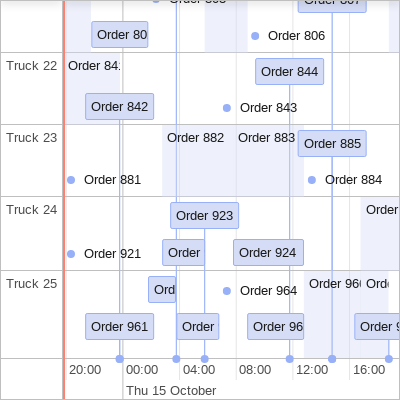 Order 80
Order 806
Truck 22
Order 84
Order 844
Order 842
Order 843
Truck 23
Order 882
Order 883
Order 885
Order 881
Order 884
Truck 24
Order 923
Order
Order 921
Order
Order 924
Truck 25
Ord
Order 964
Order 96
Ord
Order 961
Order
Order 96
Order
20:00
00:00
04:00
08:00
12:00
16:00
Thu 15 October